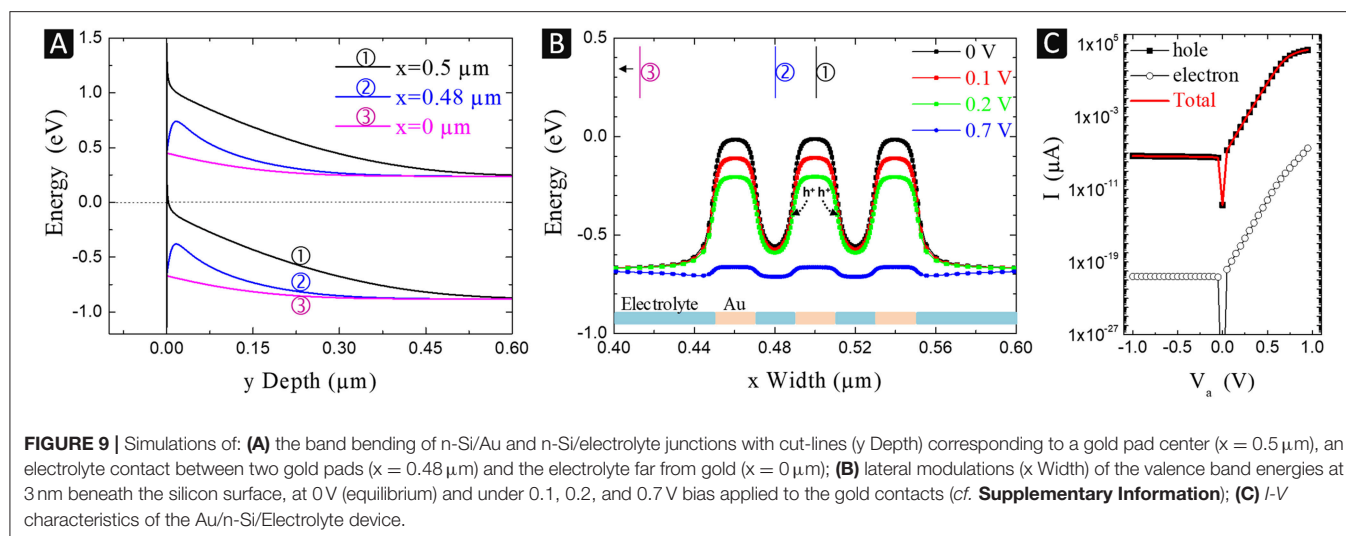 A
Energy (eV)
1.5
1.0
0.5
0.0
-0.5
-1.0
① x=0.5 µm
② x=0.48 µm
③ x=0 µm
①
②
③
0.00 0.15 0.30 0.45 0.60
y Depth (µm)
B
Energy (eV)
0.5
0.0
-0.5
-1.0
③ ② ①
0 V
0.1 V
0.2 V
0.7 V
h⁺ h⁺
Electrolyte Au
0.40 0.44 0.48 0.52 0.56 0.60
x Width (µm)
C
I (µA)
1x10⁵
1x10⁻³
1x10⁻¹¹
1x10⁻¹⁹
1x10⁻²⁷
hole
electron
Total
-1.0 -0.5 0.0 0.5 1.0
Vₐ (V)
FIGURE 9 | Simulations of: (A) the band bending of n-Si/Au and n-Si/electrolyte junctions with cut-lines (y Depth) corresponding to a gold pad center (x = 0.5 µm), an
electrolyte contact between two gold pads (x = 0.48 µm) and the electrolyte far from gold (x = 0 µm); (B) lateral modulations (x Width) of the valence band energies at
3 nm beneath the silicon surface, at 0 V (equilibrium) and under 0.1, 0.2, and 0.7 V bias applied to the gold contacts (cf. Supplementary Information); (C) I-V
characteristics of the Au/n-Si/Electrolyte device.